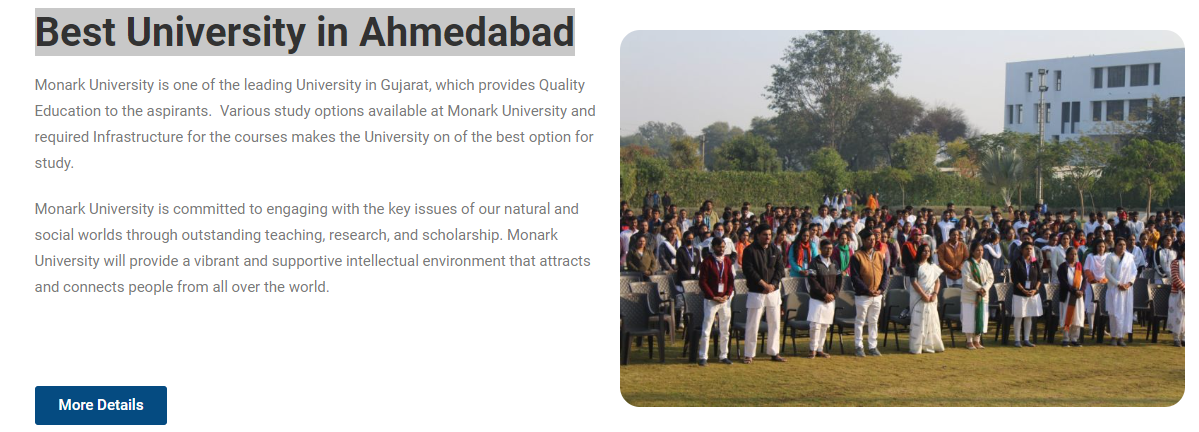 Best University in Ahmedabad
Monark University is one of the leading University in Gujarat, which provides Quality
Education to the aspirants.  Various study options available at Monark University and
required Infrastructure for the courses makes the University on of the best option for
study.
Monark University is committed to engaging with the key issues of our natural and
social worlds through outstanding teaching, research, and scholarship. Monark
University will provide a vibrant and supportive intellectual environment that attracts
and connects people from all over the world.
More Details